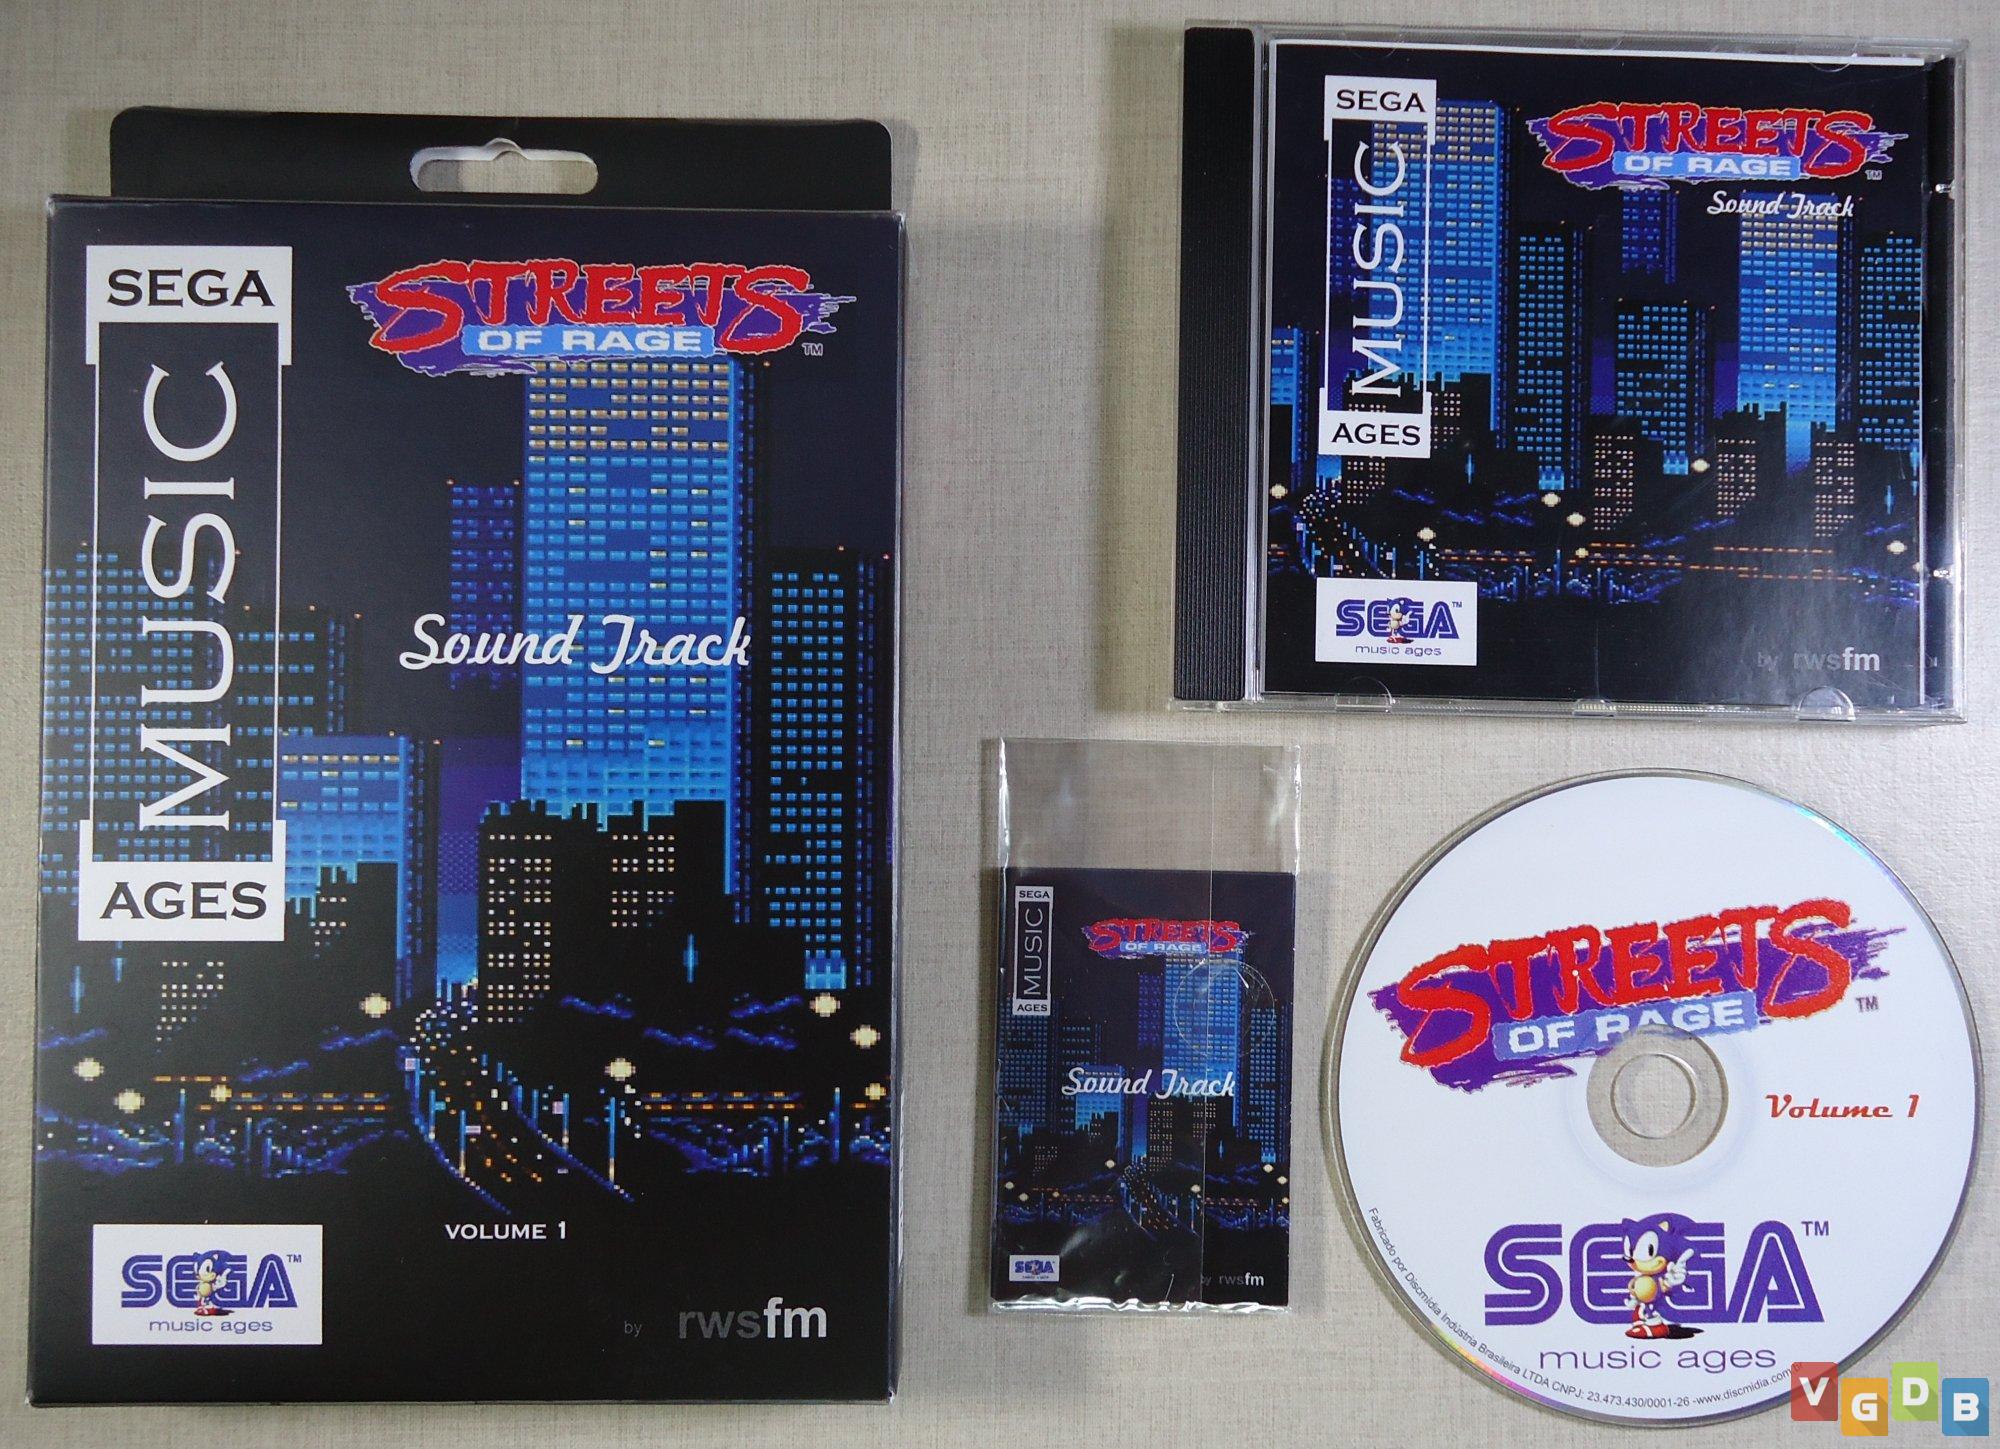 SEGA
MUSIC
AGES
STREETS
OF RAGE
TM
Sound Track
VOLUME 1
SEGA TM
music ages
by rwsfm
SEGA
MUSIC
AGES
STREETS
OF RAGE
TM
Sound Track
SEGA TM
music ages
by rwsfm
SEGA
MUSIC
AGES
STREETS
OF RAGE
Sound Track
SEGA
by rwsfm
STREETS
OF RAGE
TM
Volume 1
SEGA TM
music ages
Fabricado por Discmidia Indústria Brasileira LTDA CNPJ: 23.473.430/0001-26 -www.discmidia.com
VGDB